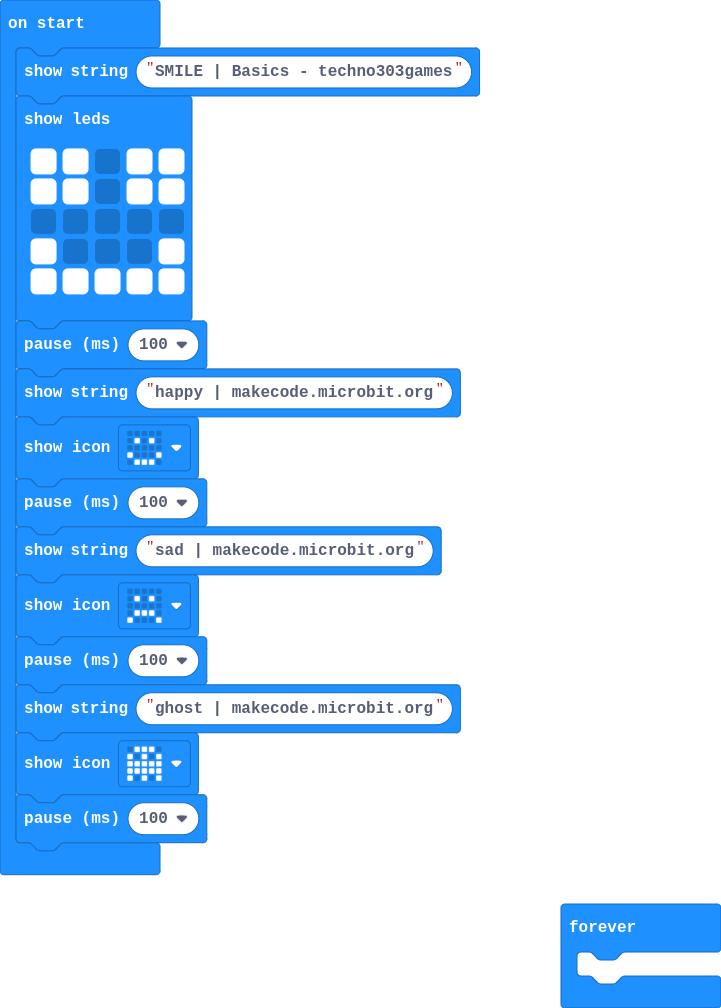 on start
show string "SMILE | Basics - techno303games"
show leds
pause (ms) 100
show string "happy | makecode.microbit.org"
show icon
pause (ms) 100
show string "sad | makecode.microbit.org"
show icon
pause (ms) 100
show string "ghost | makecode.microbit.org"
show icon
pause (ms) 100
forever